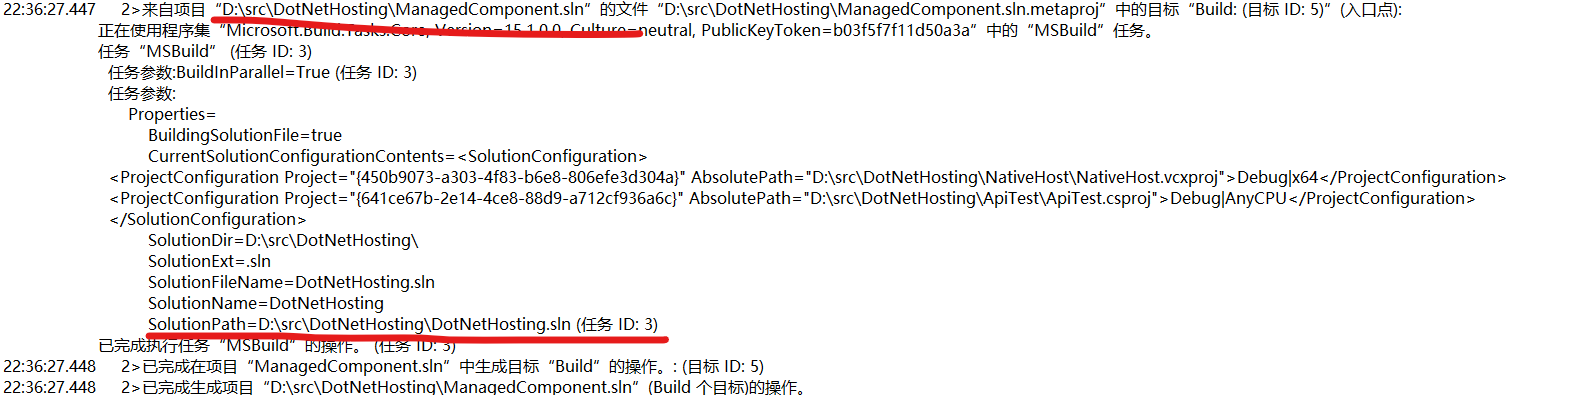 22:36:27.447 2>来自项目“D:\src\DotNetHosting\ManagedComponent.sln”的文件“D:\src\DotNetHosting\ManagedComponent.sln.metaproj”中的目标“Build: (目标 ID: 5)”(入口点):
正在使用程序集“Microsoft.Build.Tasks.Core, Version=15.1.0.0, Culture=neutral, PublicKeyToken=b03f5f7f11d50a3a”中的“MSBuild”任务。
任务“MSBuild” (任务 ID: 3)
任务参数:BuildInParallel=True (任务 ID: 3)
任务参数:
Properties=
BuildingSolutionFile=true
CurrentSolutionConfigurationContents=<SolutionConfiguration>
<ProjectConfiguration Project="{450b9073-a303-4f83-b6e8-806efe3d304a}" AbsolutePath="D:\src\DotNetHosting\NativeHost\NativeHost.vcxproj">Debug|x64</ProjectConfiguration>
<ProjectConfiguration Project="{641ce67b-2e14-4ce8-88d9-a712cf936a6c}" AbsolutePath="D:\src\DotNetHosting\ApiTest\ApiTest.csproj">Debug|AnyCPU</ProjectConfiguration>
</SolutionConfiguration>
SolutionDir=D:\src\DotNetHosting\
SolutionExt=.sln
SolutionFileName=DotNetHosting.sln
SolutionName=DotNetHosting
SolutionPath=D:\src\DotNetHosting\DotNetHosting.sln (任务 ID: 3)
已完成执行任务“MSBuild”的操作。 (任务 ID: 3)
22:36:27.448 2>已完成在项目“ManagedComponent.sln”中生成目标“Build”的操作。: (目标 ID: 5)
22:36:27.448 2>已完成生成项目“D:\src\DotNetHosting\ManagedComponent.sln”(Build 个目标)的操作。